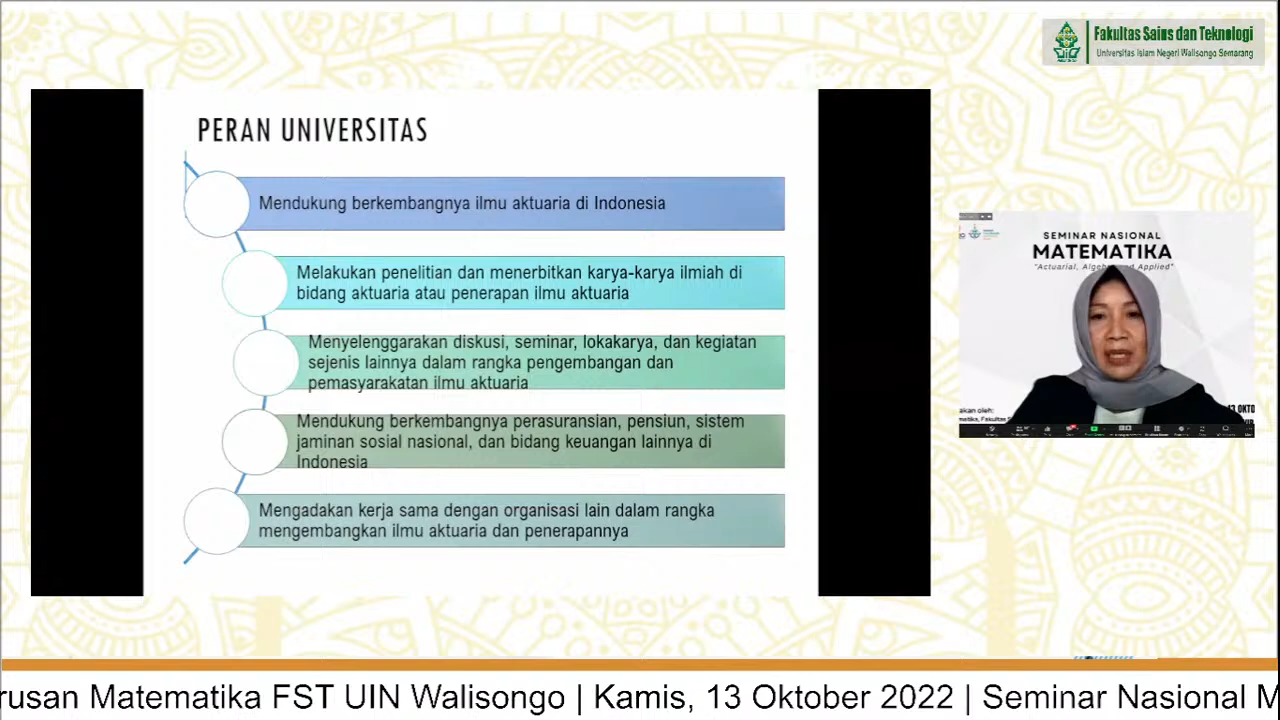 Fakultas Sains dan Teknologi
Universitas Islam Negeri Walisongo Semarang
PERAN UNIVERSITAS
Mendukung berkembangnya ilmu aktuaria di Indonesia
Melakukan penelitian dan menerbitkan karya-karya ilmiah di
bidang aktuaria atau penerapan ilmu aktuaria
Menyelenggarakan diskusi, seminar, lokakarya, dan kegiatan
sejenis lainnya dalam rangka pengembangan dan
pemasyarakatan ilmu aktuaria
Mendukung berkembangnya perasuransian, pensiun, sistem
jaminan sosial nasional, dan bidang keuangan lainnya di
Indonesia
Mengadakan kerja sama dengan organisasi lain dalam rangka
mengembangkan ilmu aktuaria dan penerapannya
SEMINAR NASIONAL
MATEMATIKA
"Actuarial, Applied"
akan oleh:
13 OKTO
rusan Matematika FST UIN Walisongo | Kamis, 13 Oktober 2022 | Seminar Nasional M